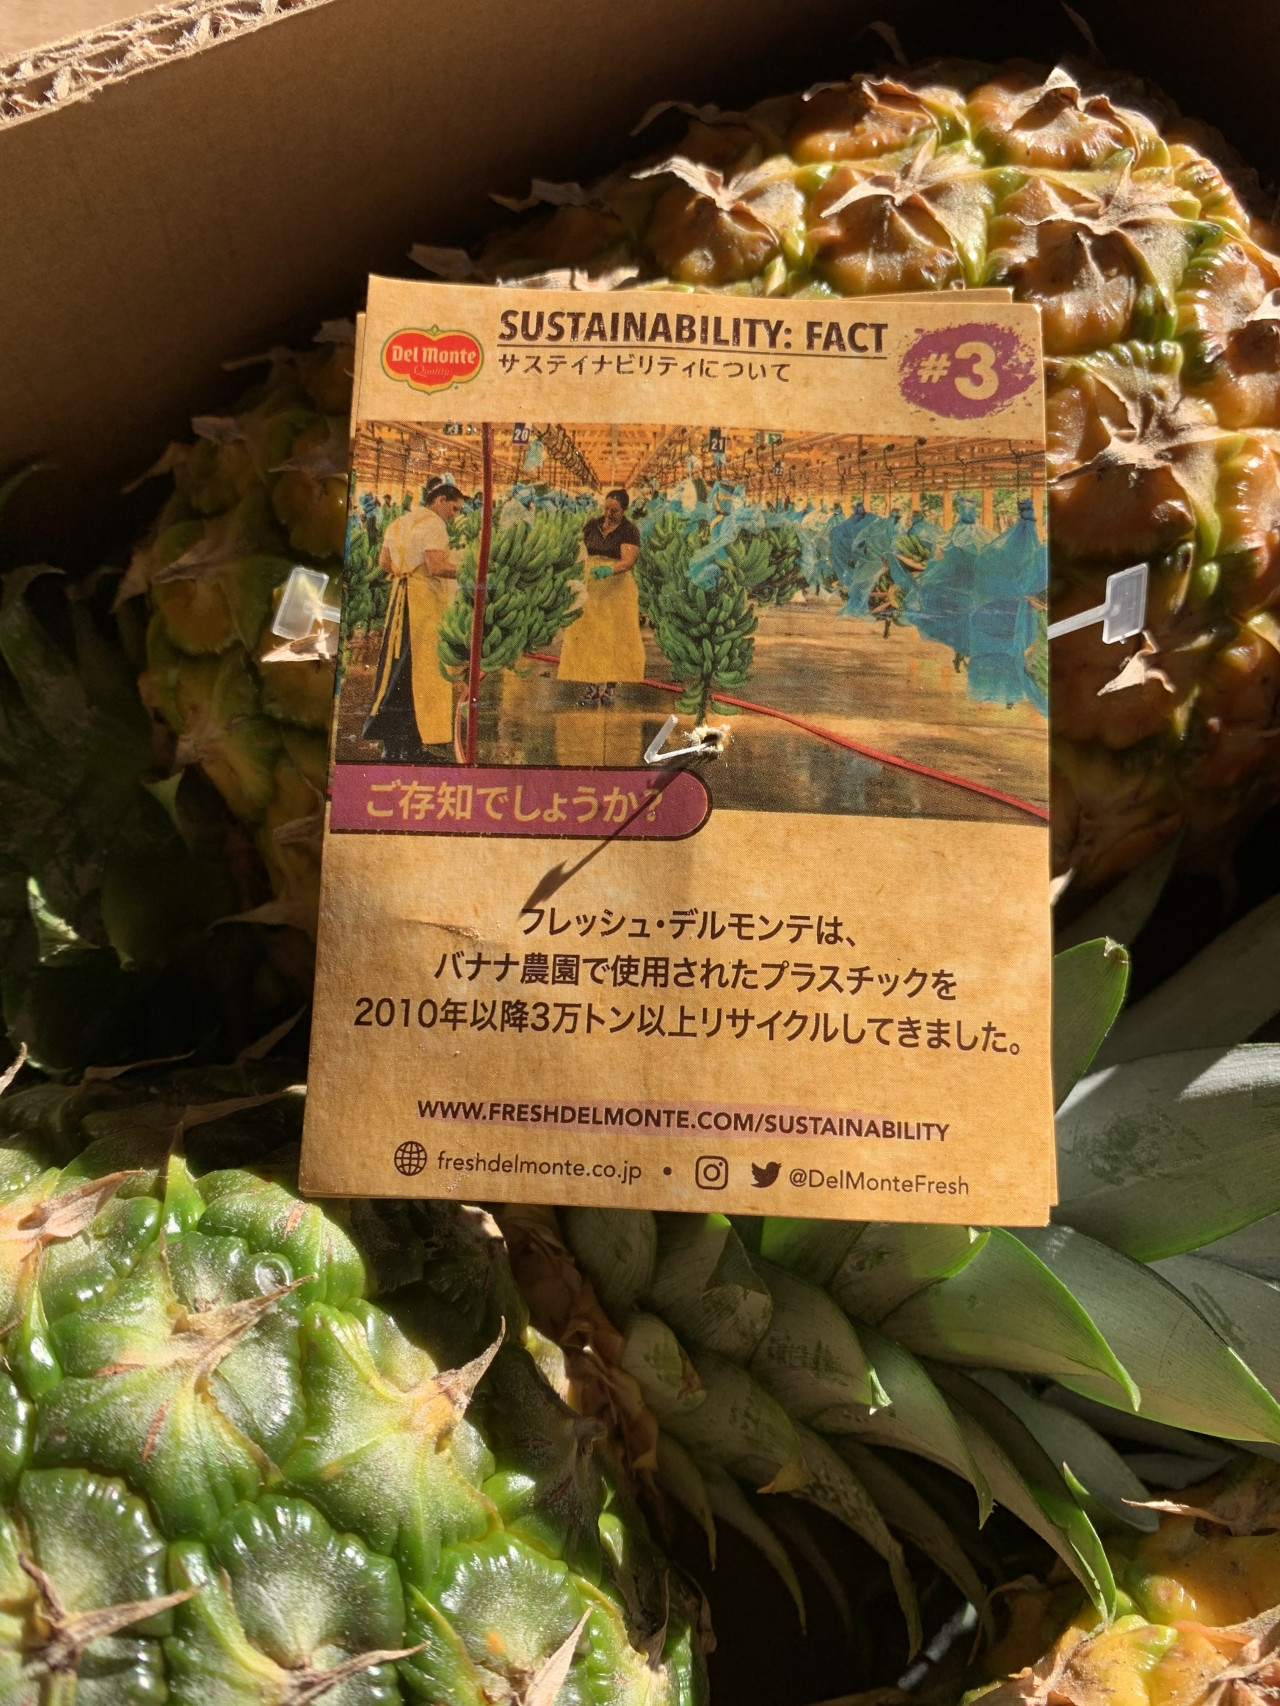 Del Monte
Quality
SUSTAINABILITY: FACT
サステイナビリティについて
#3
20
21
ご存知でしょうか?
フレッシュ・デルモンテは、
バナナ農園で使用されたプラスチックを
2010年以降3万トン以上リサイクルしてきました。
WWW.FRESHDELMONTE.COM/SUSTAINABILITY
freshdelmonte.co.jp • @DelMonteFresh